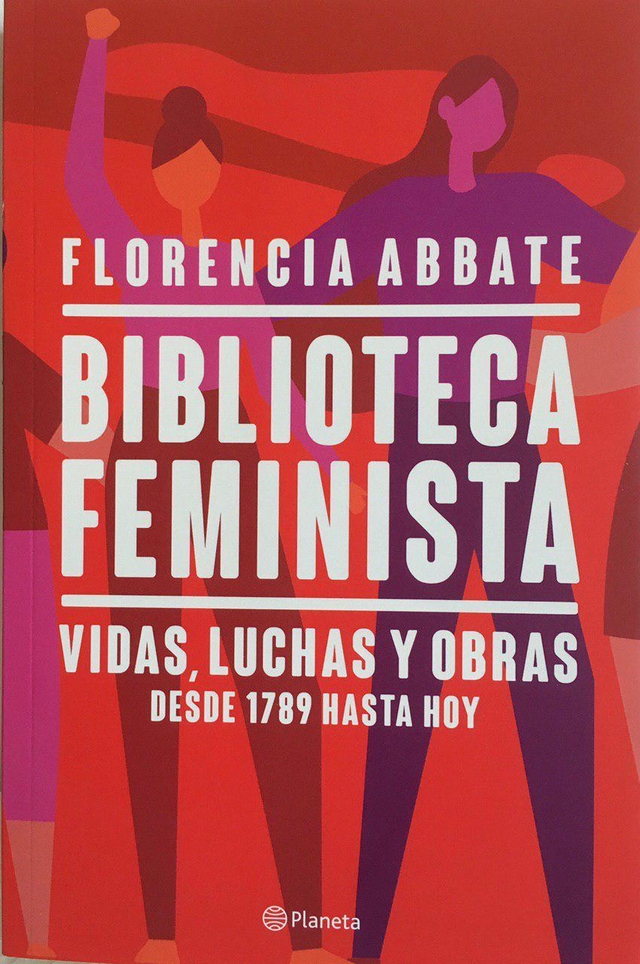 FLORENCIA ABBATE
BIBLIOTECA
FEMINISTA
VIDAS, LUCHAS Y OBRAS
DESDE 1789 HASTA HOY
Planeta